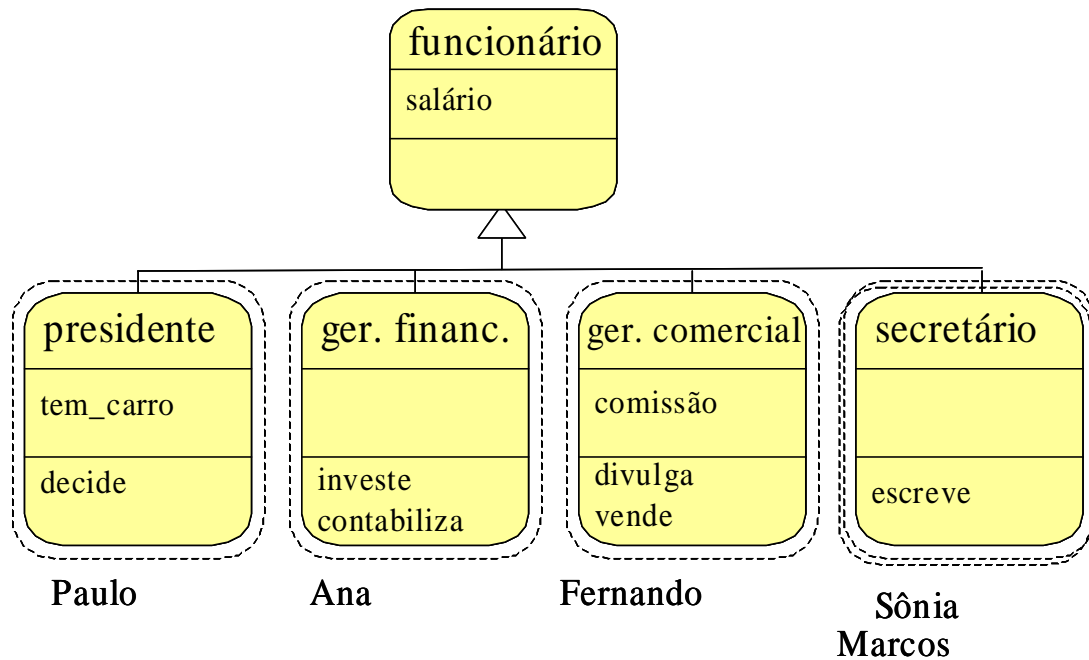 funcionário
salário
presidente
tem_carro
decide
Paulo
ger. financ.
investe
contabiliza
Ana
ger. comercial
comissão
divulga
vende
Fernando
secretário
escreve
Sônia
Marcos